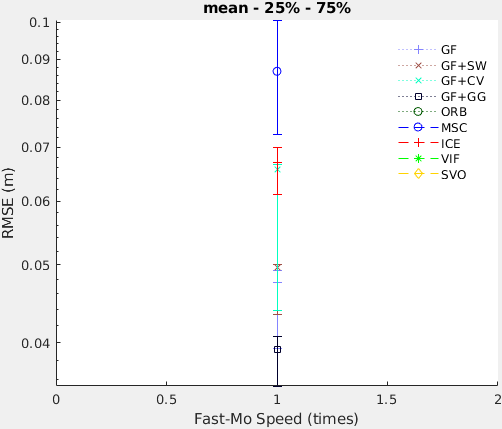 mean - 25% - 75%
0.1
0.09
0.08
0.07
0.06
0.05
0.04
RMSE (m)
GF
GF+SW
GF+CV
GF+GG
ORB
MSC
ICE
VIF
SVO
0
0.5
1
1.5
2
Fast-Mo Speed (times)